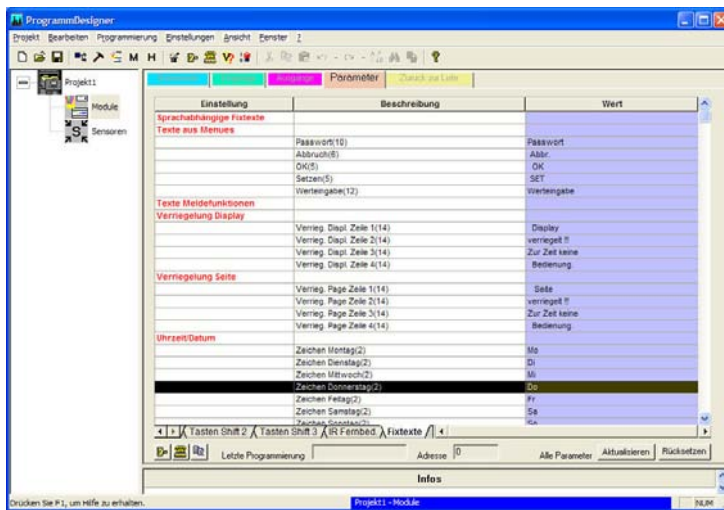 ProgrammDesigner
Projekt Bearbeiten Programmierung Einstellungen Ansicht Fenster ?
M H
Projekt1
Module
S Sensoren
Ausgänge Parameter Zurück zur Liste
Einstellung Beschreibung Wert
Sprachabhängige Fixtexte
Texte aus Menues
Passwort(10) Passwort
Abbruch(6) Abbr.
OK(5) OK
Setzen(5) SET
Werteingabe(12) Werteingabe
Texte Meldefunktionen
Verriegelung Display
Verrieg. Displ. Zeile 1(14) Display
Verrieg. Displ. Zeile 2(14) verriegelt !!
Verrieg. Displ. Zeile 3(14) Zur Zeit keine
Verrieg. Displ. Zeile 4(14) Bedienung.
Verriegelung Seite
Verrieg. Page Zeile 1(14) Seite
Verrieg. Page Zeile 2(14) verriegelt !!
Verrieg. Page Zeile 3(14) Zur Zeit keine
Verrieg. Page Zeile 4(14) Bedienung.
Uhrzeit/Datum
Zeichen Montag(2) Mo
Zeichen Dienstag(2) Di
Zeichen Mittwoch(2) Mi
Zeichen Donnerstag(2) Do
Zeichen Feitag(2) Fr
Zeichen Samstag(2) Sa
Zeichen Sonntag(2) So
Tasten Shift 2 Tasten Shift 3 IR Fernbed. Fixtexte
Letzte Programmierung Adresse 0 Alle Parameter Aktualisieren Rücksetzen
Infos
Drücken Sie F1, um Hilfe zu erhalten. Projekt1 - Module NUM